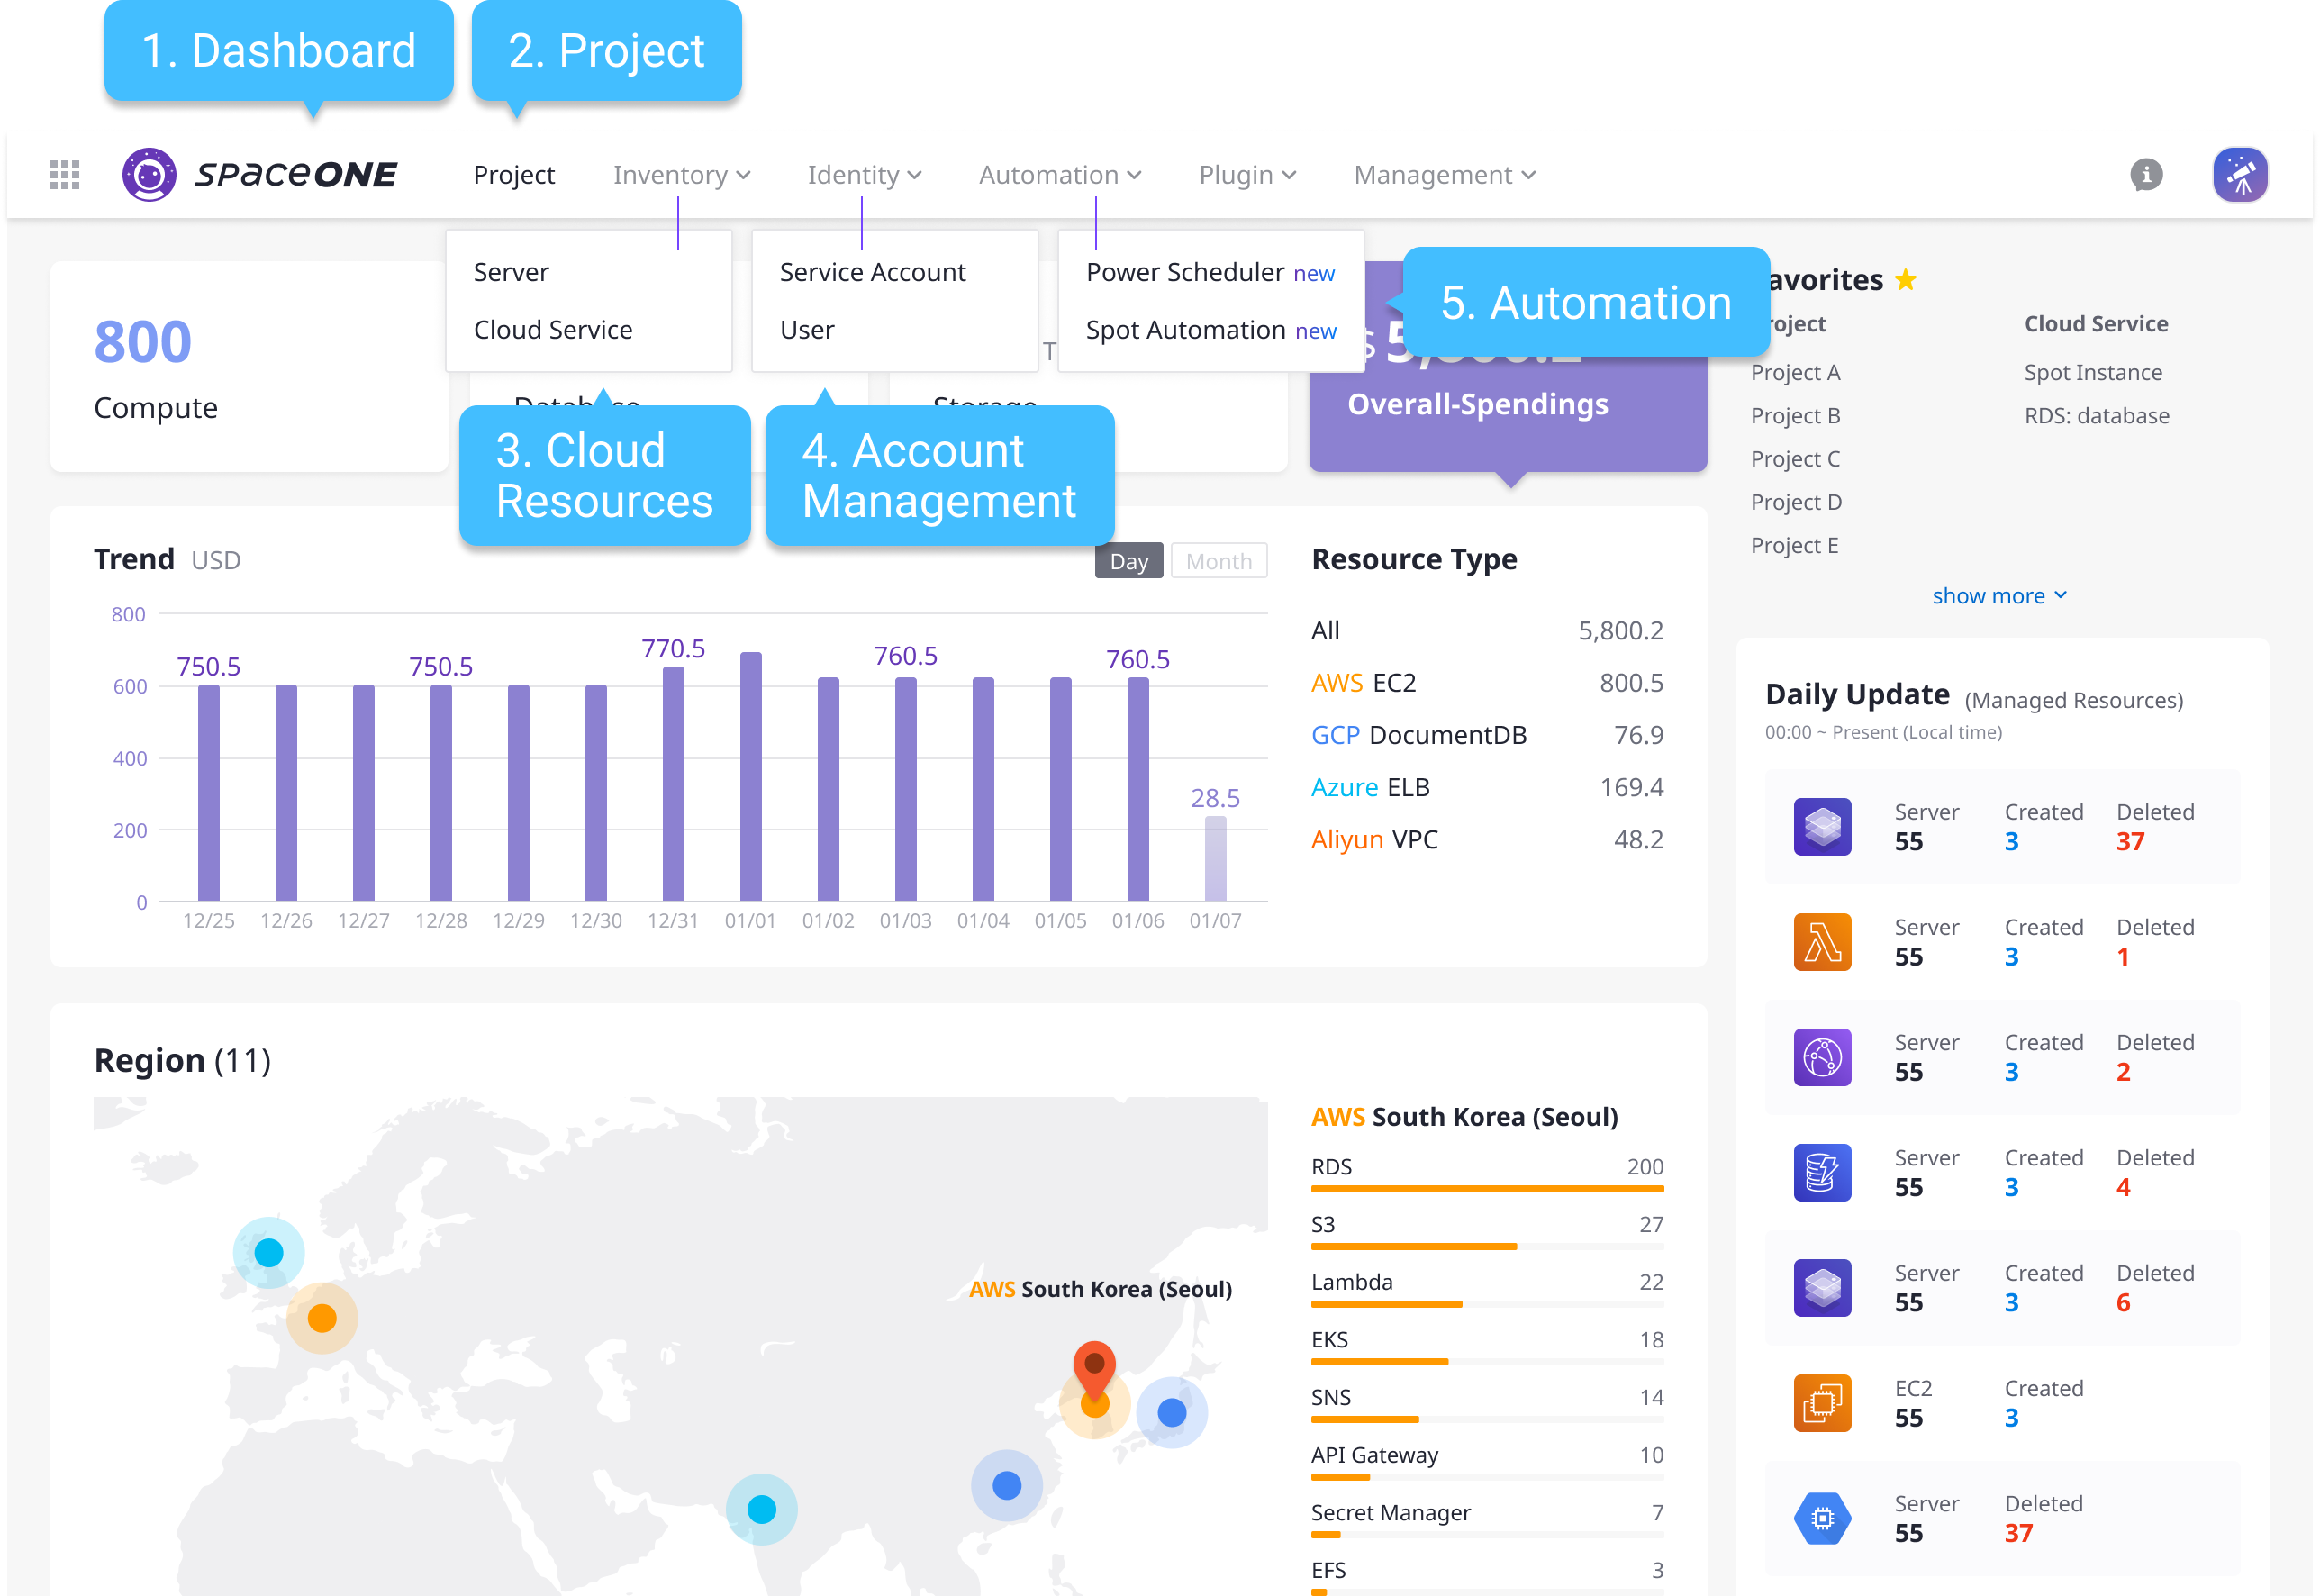 1. Dashboard
2. Project
spaceONE
Project
Inventory
Identity
Automation
Plugin
Management
Server
Cloud Service
Service Account
User
Power Scheduler new
Spot Automation new
5. Automation
800
Compute
Database
Storage
T
Overall-Spendings
3. Cloud
Resources
4. Account
Management
avorites
roject
Cloud Service
Project A
Spot Instance
Project B
RDS: database
Project C
Project D
Project E
show more
Trend USD
Day
Month
800
600
400
200
0
750.5
750.5
770.5
760.5
760.5
28.5
12/25
12/26
12/27
12/28
12/29
12/30
12/31
01/01
01/02
01/03
01/04
01/05
01/06
01/07
Resource Type
All 5,800.2
AWS EC2 800.5
GCP DocumentDB 76.9
Azure ELB 169.4
Aliyun VPC 48.2
Daily Update (Managed Resources)
00:00 ~ Present (Local time)
Server Created Deleted
55 3 37
Server Created Deleted
55 3 1
Server Created Deleted
55 3 2
Server Created Deleted
55 3 4
Server Created Deleted
55 3 6
EC2 Created
55 3
Server Deleted
55 37
Region (11)
AWS South Korea (Seoul)
AWS South Korea (Seoul)
RDS 200
S3 27
Lambda 22
EKS 18
SNS 14
API Gateway 10
Secret Manager 7
EFS 3